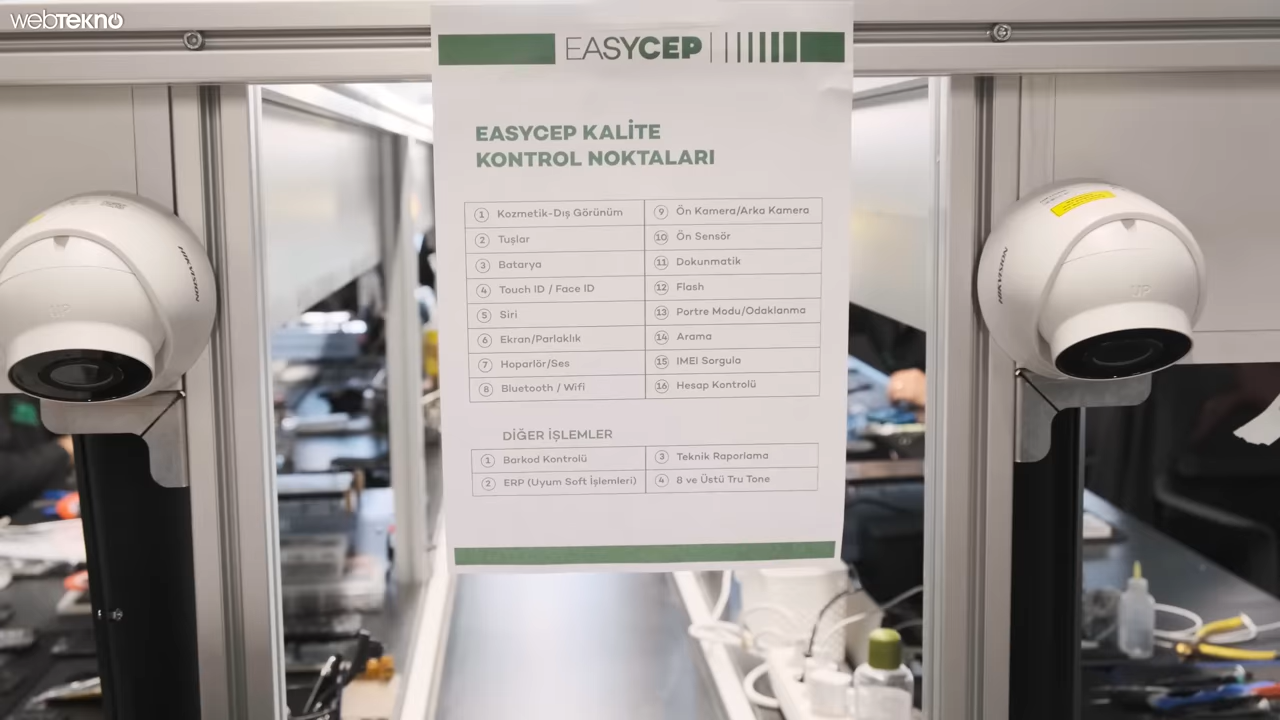 webtekno
EASYCEP
EASYCEP KALİTE
KONTROL NOKTALARI
1 Kozmetik-Dış Görünüm
2 Tuşlar
3 Batarya
4 Touch ID / Face ID
5 Siri
6 Ekran/Parlaklık
7 Hoparlör/Ses
8 Bluetooth / Wifi
9 Ön Kamera/Arka Kamera
10 Ön Sensör
11 Dokunmatik
12 Flash
13 Portre Modu/Odaklanma
14 Arama
15 IMEI Sorgula
16 Hesap Kontrolü
DİĞER İŞLEMLER
1 Barkod Kontrolü
2 ERP (Uyum Soft İşlemleri)
3 Teknik Raporlama
4 8 ve Üstü Tru Tone
HIKVISION
UP
HIKVISION
UP